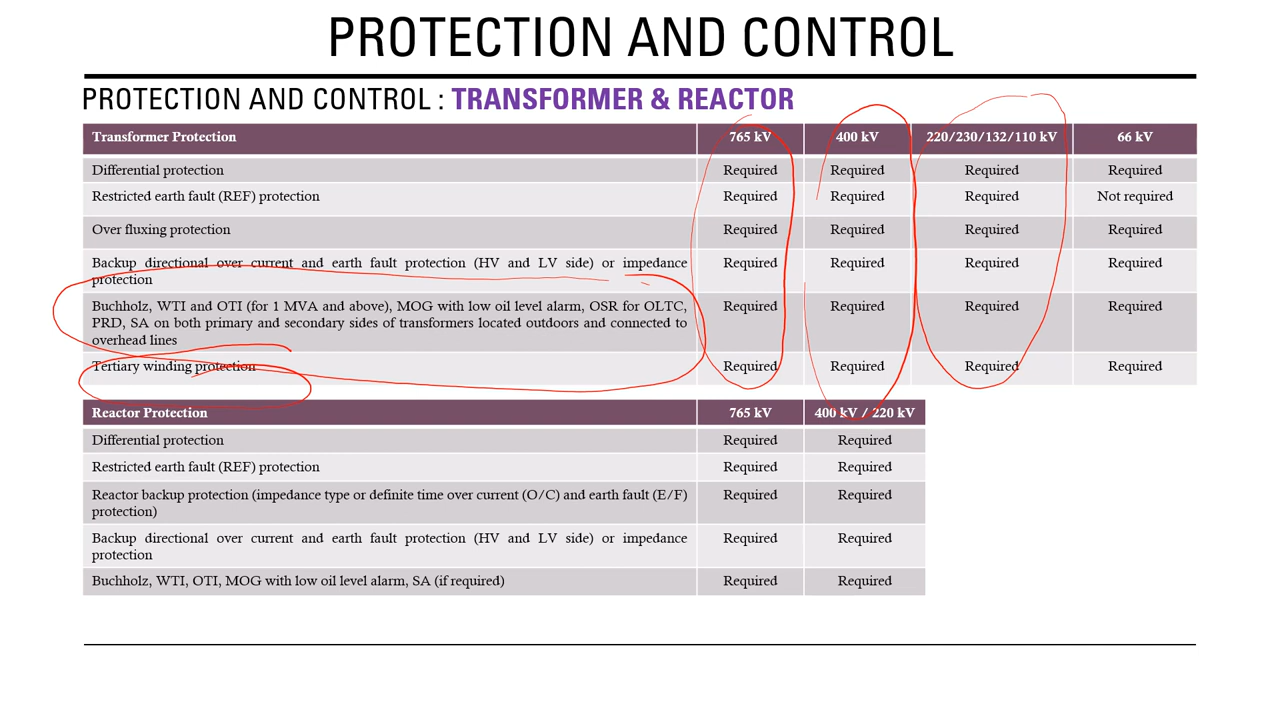 PROTECTION AND CONTROL
PROTECTION AND CONTROL : TRANSFORMER & REACTOR
Transformer Protection 765 kV 400 kV 220/230/132/110 kV 66 kV
Differential protection Required Required Required Required
Restricted earth fault (REF) protection Required Required Required Not required
Over fluxing protection Required Required Required Required
Backup directional over current and earth fault protection (HV and LV side) or impedance Required Required Required Required
protection
Buchholz, WTI and OTI (for 1 MVA and above), MOG with low oil level alarm, OSR for OLTC, Required Required Required Required
PRD, SA on both primary and secondary sides of transformers located outdoors and connected to
overhead lines
Tertiary winding protection Required Required Required Required
Reactor Protection 765 kV 400 kV / 220 kV
Differential protection Required Required
Restricted earth fault (REF) protection Required Required
Reactor backup protection (impedance type or definite time over current (O/C) and earth fault (E/F) Required Required
protection)
Backup directional over current and earth fault protection (HV and LV side) or impedance Required Required
protection
Buchholz, WTI, OTI, MOG with low oil level alarm, SA (if required) Required Required